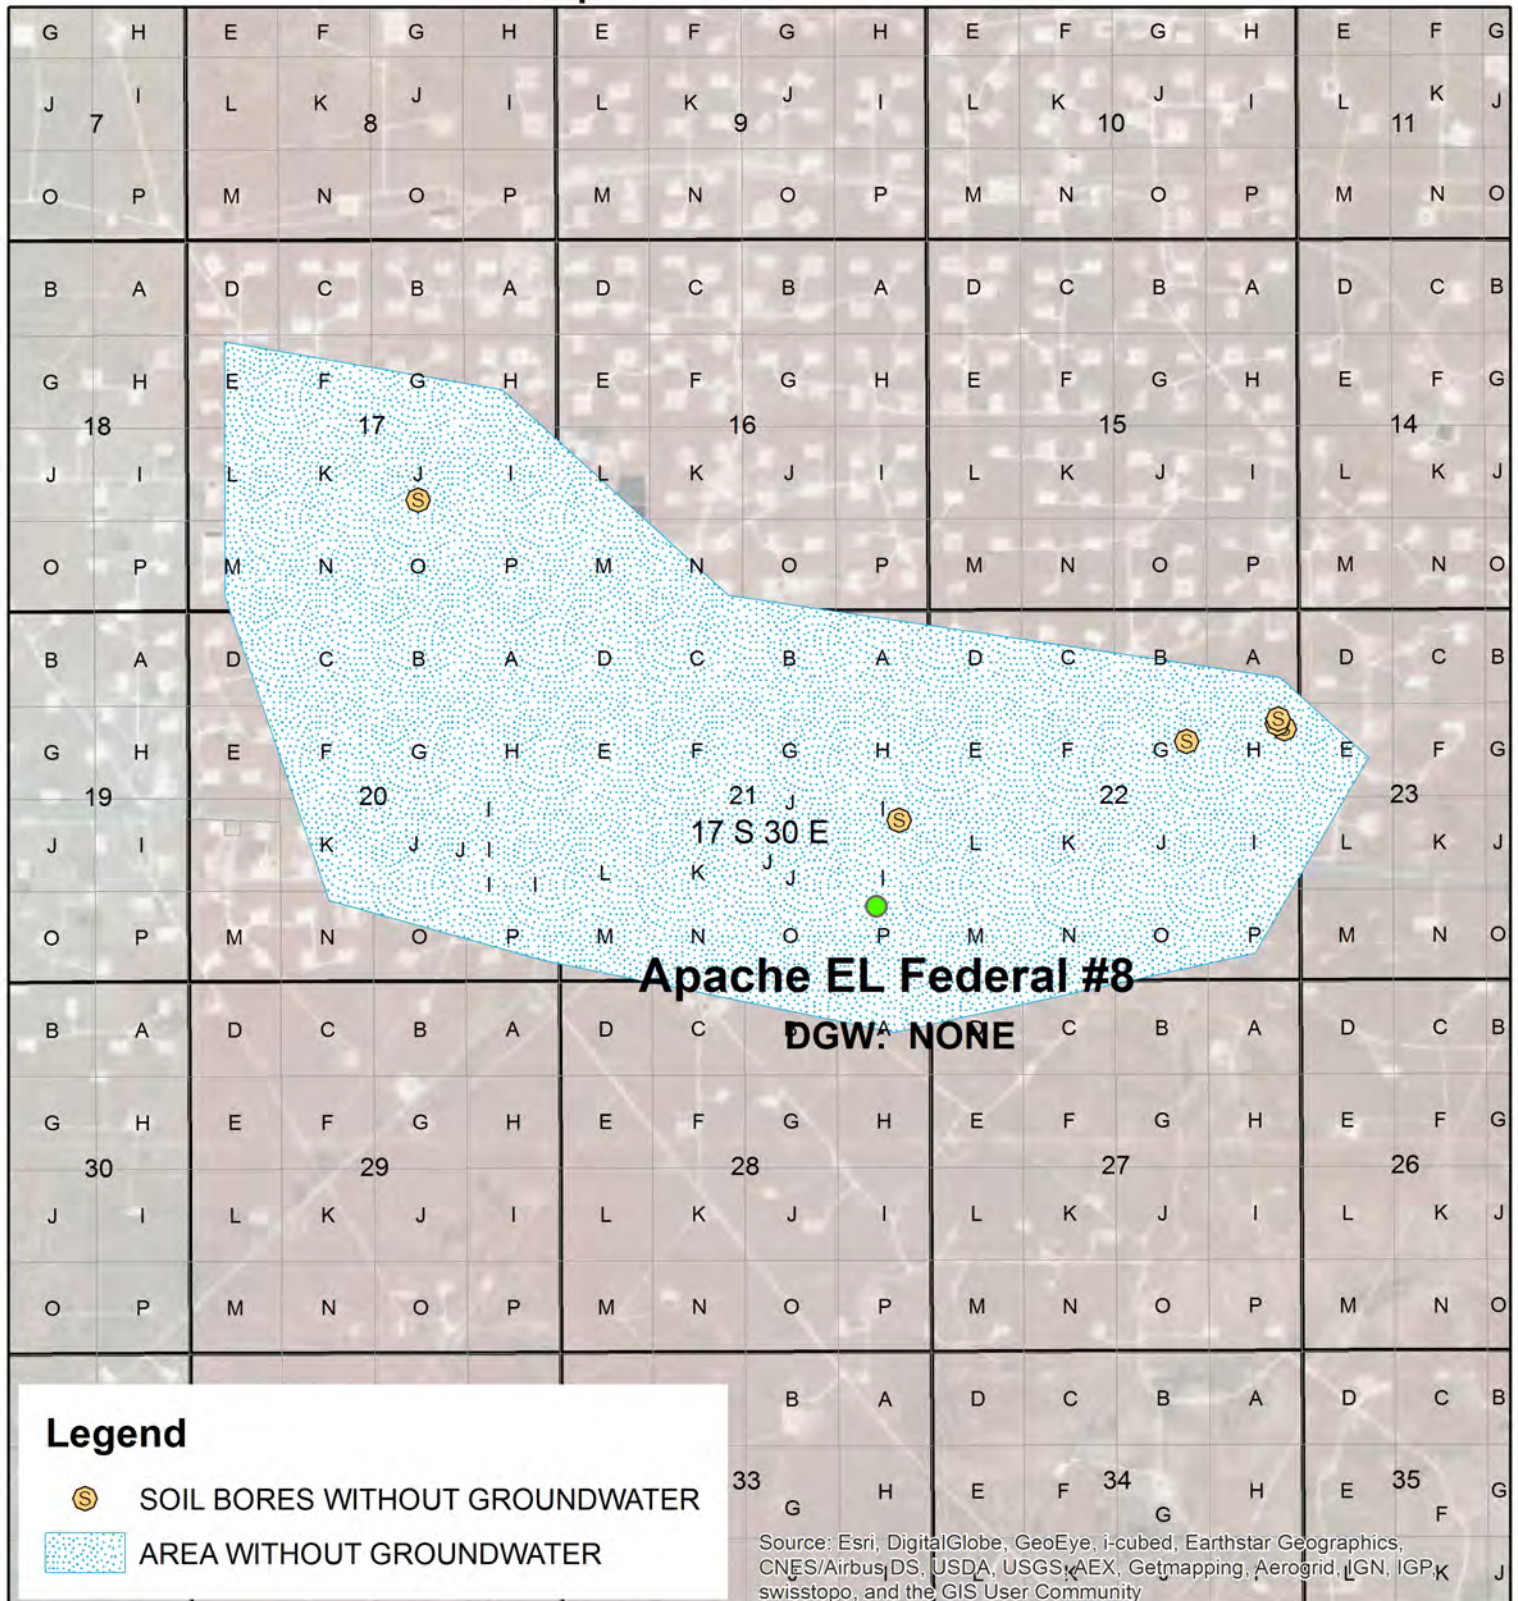 G H E F G H E F G H E F G H E F G
J I L K J I L K J I L K J I L K J
7 8 9 10 11
O P M N O P M N O P M N O P M N O
B A D C B A D C B A D C B A D C B
G H E F G H E F G H E F G H E F G
18 17 16 15 14
J I L K J I L K J I L K J I L K J
S
O P M N O P M N O P M N O P M N O
B A D C B A D C B A D C B A D C B
S S
S
G H E F G H E F G H E F G H E F G
19 20 21 22 23
I J I
S
17 S 30 E
J I K J J I L K J I L K J
L K J
I I J I
O P M N O P M N O P M N O P M N O
Apache EL Federal #8
B A D C B A D C B A D C B A D C B
DGW: NONE
G H E F G H E F G H E F G H E F G
30 29 28 27 26
J I L K J I L K J I L K J I L K J
O P M N O P M N O P M N O P M N O
B A D C B A D C B
33 34 35
G H E F G H E F G
Legend
S SOIL BORES WITHOUT GROUNDWATER
AREA WITHOUT GROUNDWATER
J I L K J I L K J
Source: Esri, DigitalGlobe, GeoEye, i-cubed, Earthstar Geographics,
CNES/Airbus DS, USDA, USGS, AEX, Getmapping, Aerogrid, IGN, IGP,
swisstopo, and the GIS User Community